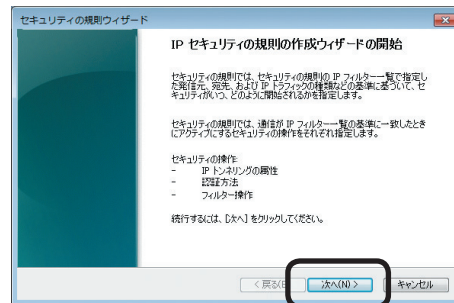 セキュリティの規則ウィザード
IP セキュリティの規則の作成ウィザードの開始
セキュリティの規則では、セキュリティの規則の IP フィルター一覧で指定し
た発信元、宛先、および IP トラフィックの種類などの基準に基づいて、セ
キュリティがいつ、どのように開始されるかを指定します。
セキュリティの規則では、通信が IP フィルター一覧の基準に一致したとき
にアクティブにするセキュリティの操作をそれぞれ指定します。
セキュリティの操作
- IP トンネリングの属性
- 認証方法
- フィルター操作
続行するには、[次へ] をクリックしてください。
< 戻る(B 次へ(N) > キャンセル